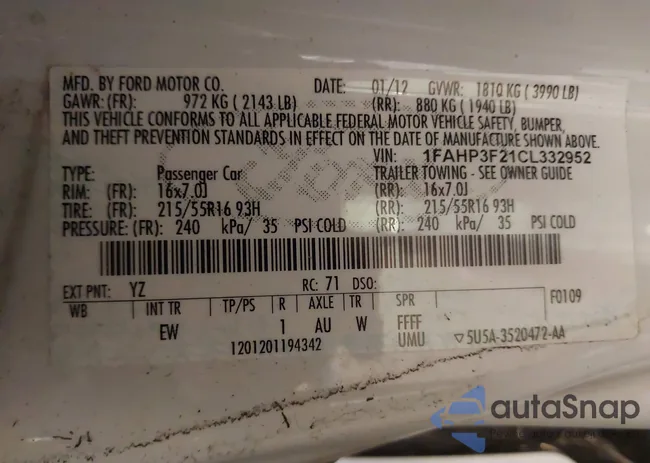 MFD. BY FORD MOTOR CO. DATE: 01/12 GVWR: 1810 KG ( 3990 LB)
GAWR: (FR): 972 KG ( 2143 LB) (RR): 880 KG ( 1940 LB)
THIS VEHICLE CONFORMS TO ALL APPLICABLE FEDERAL MOTOR VEHICLE SAFETY, BUMPER,
AND THEFT PREVENTION STANDARDS IN EFFECT ON THE DATE OF MANUFACTURE SHOWN ABOVE.
VIN: 1FAHP3F21CL332952
TYPE: Passenger Car TRAILER TOWING - SEE OWNER GUIDE
RIM: (FR): 16x7.0J (RR): 16x7.0J
TIRE: (FR): 215/55R16 93H (RR): 215/55R16 93H
PRESSURE: (FR): 240 kPa/ 35 PSI COLD (RR): 240 kPa/ 35 PSI COLD
EXT PNT: YZ RC: 71 DSO:
WB INT TR TP/PS R AXLE TR SPR F0109
EW 1 AU W FFFF
1201201194342 UMU ▽5U5A-3520472-AA
autoSnap
POWERED BY AUTOBIDMASTER